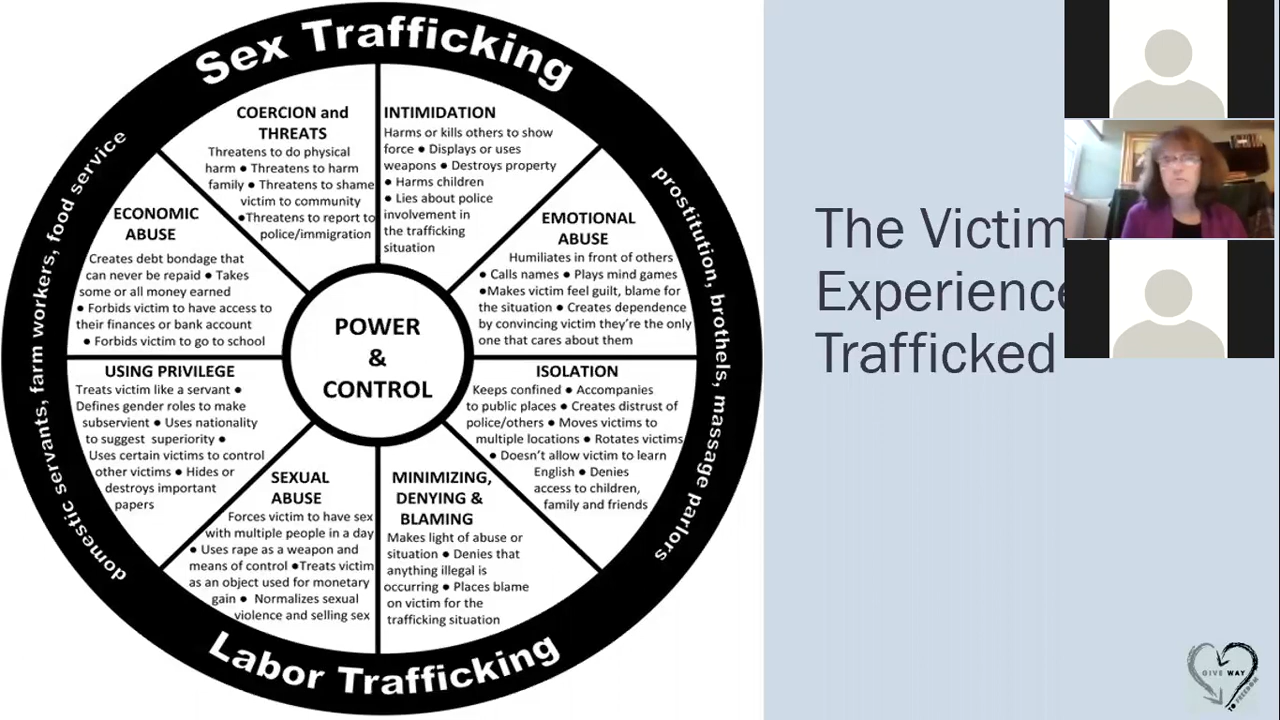 Sex Trafficking
COERCION and
THREATS
Threatens to do physical
harm ● Threatens to harm
family ● Threatens to shame
victim to community
●Threatens to report to
police/immigration
INTIMIDATION
Harms or kills others to show
force ● Displays or uses
weapons ● Destroys property
● Harms children
● Lies about police
involvement in
the trafficking
situation
EMOTIONAL
ABUSE
Humiliates in front of others
● Calls names ● Plays mind games
●Makes victim feel guilt, blame for
the situation ● Creates dependence
by convincing victim they're the only
one that cares about them
ISOLATION
Keeps confined ● Accompanies
to public places ● Creates distrust of
police/others ● Moves victims to
multiple locations ● Rotates victims
● Doesn't allow victim to learn
English ● Denies
access to children,
family and friends
MINIMIZING,
DENYING &
BLAMING
Makes light of abuse or
situation ● Denies that
anything illegal is
occurring ● Places blame
on victim for the
trafficking situation
SEXUAL
ABUSE
Forces victim to have sex
with multiple people in a day
● Uses rape as a weapon and
means of control ●Treats victim
as an object used for monetary
gain ● Normalizes sexual
violence and selling sex
USING PRIVILEGE
Treats victim like a servant ●
Defines gender roles to make
subservient ● Uses nationality
to suggest superiority ●
Uses certain victims to control
other victims ● Hides or
destroys important
papers
ECONOMIC
ABUSE
Creates debt bondage that
can never be repaid ● Takes
some or all money earned
● Forbids victim to have access to
their finances or bank account
● Forbids victim to go to school
POWER
&
CONTROL
domestic servants, farm workers, food service
prostitution, brothels, massage parlors
Labor Trafficking
The Victim
Experience
Trafficked
GIVE WAY
TO FREEDOM